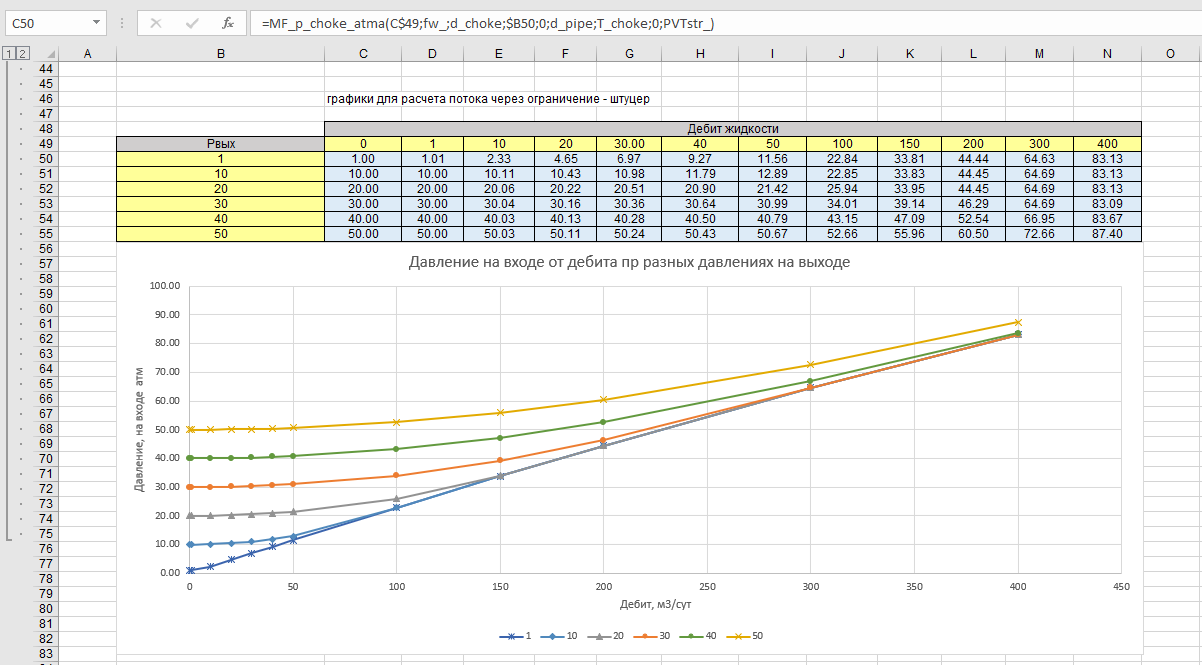 C50 fx =MF_p_choke_atma(C$49;fw_;d_choke;$B50;0;d_pipe;T_choke;0;PVTstr_)
1 2 A B C D E F G H I J K L M N O
44
45
46 графики для расчета потока через ограничение - штуцер
47
48 Дебит жидкости
49 Рвых 0 1 10 20 30.00 40 50 100 150 200 300 400
50 1 1.00 1.01 2.33 4.65 6.97 9.27 11.56 22.84 33.81 44.44 64.63 83.13
51 10 10.00 10.00 10.11 10.43 10.98 11.79 12.89 22.85 33.83 44.45 64.69 83.13
52 20 20.00 20.00 20.06 20.22 20.51 20.90 21.42 25.94 33.95 44.45 64.69 83.13
53 30 30.00 30.00 30.04 30.16 30.36 30.64 30.99 34.01 39.14 46.29 64.69 83.09
54 40 40.00 40.00 40.03 40.13 40.28 40.50 40.79 43.15 47.09 52.54 66.95 83.67
55 50 50.00 50.00 50.03 50.11 50.24 50.43 50.67 52.66 55.96 60.50 72.66 87.40
56
57
58
59
60
61
62
63
64
65
66
67
68
69
70
71
72
73
74
75
76
77
78
79
80
81
82
83
Давление на входе от дебита пр разных давлениях на выходе
Давление, на входе атм
100.00
90.00
80.00
70.00
60.00
50.00
40.00
30.00
20.00
10.00
0.00
0 50 100 150 200 250 300 350 400 450
Дебит, м3/сут
1 10 20 30 40 50